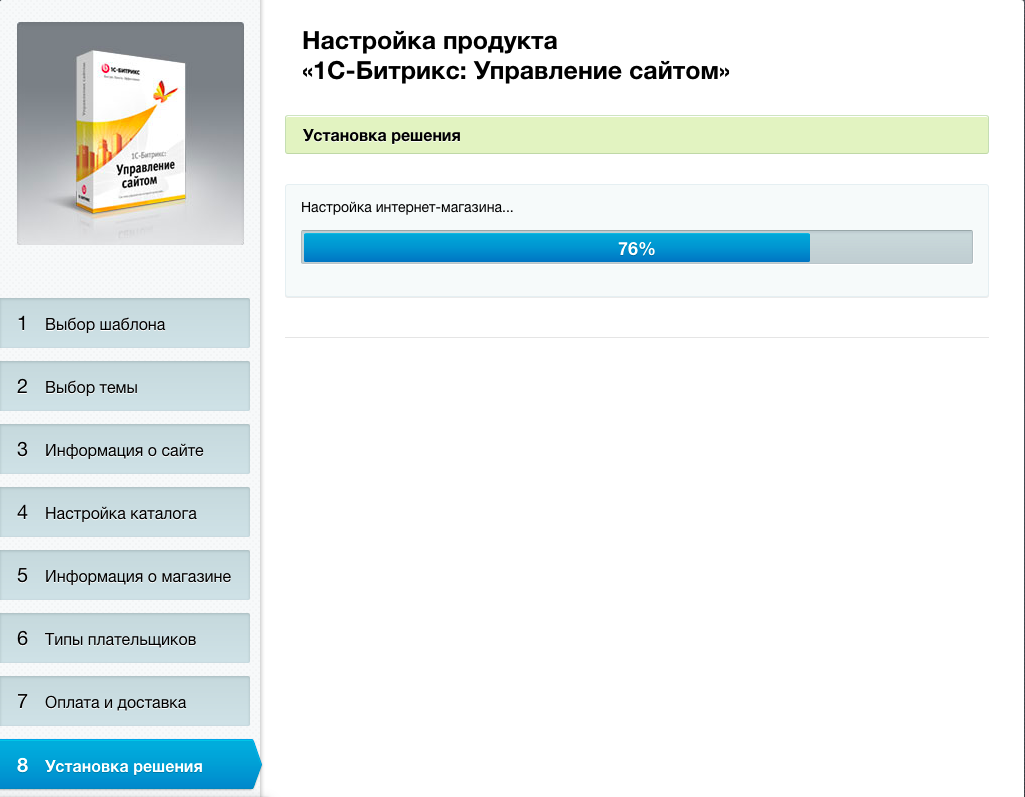 1С-БИТРИКС
1С-Битрикс:
Управление
сайтом
Настройка продукта
«1С-Битрикс: Управление сайтом»
Установка решения
Настройка интернет-магазина...
76%
1 Выбор шаблона
2 Выбор темы
3 Информация о сайте
4 Настройка каталога
5 Информация о магазине
6 Типы плательщиков
7 Оплата и доставка
8 Установка решения